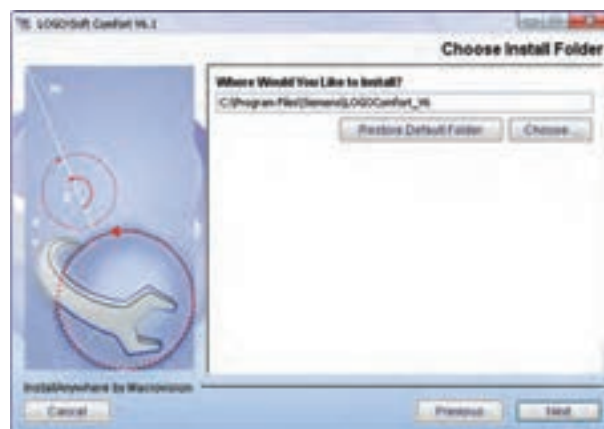 LOGO!Soft Comfort V6.1
Choose Install Folder
Where Would You Like to Install?
C:\Program Files\Siemens\LOGOComfort_V6
Restore Default Folder
Choose...
InstallAnywhere by Macrovision
Cancel
Previous
Next